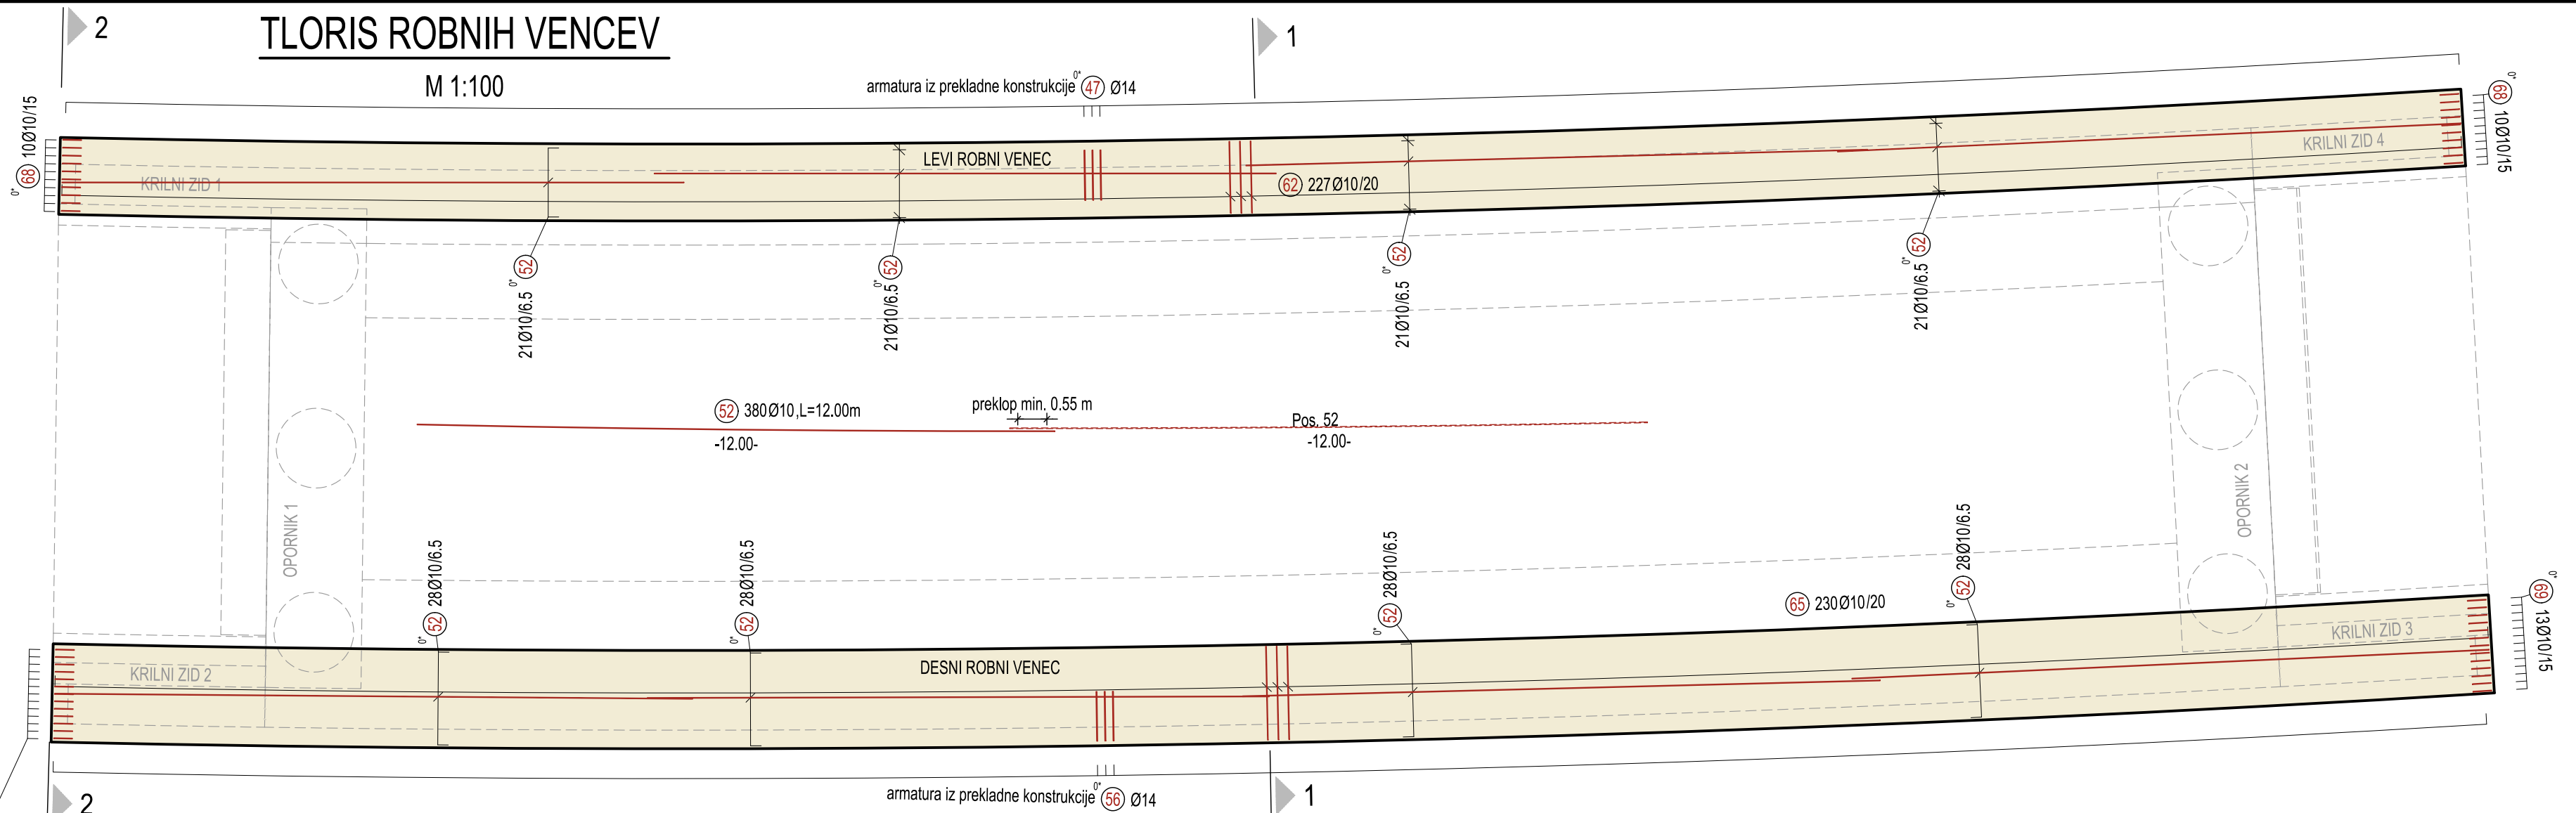 2
TLORIS ROBNIH VENCEV
M 1:100
1
armatura iz prekladne konstrukcije 0* 47 Ø14
0* 68 10Ø10/15
68 0*
10Ø10/15
LEVI ROBNI VENEC
KRILNI ZID 1
KRILNI ZID 4
62 227Ø10/20
21Ø10/6.5 0* 52
21Ø10/6.5 0* 52
21Ø10/6.5 0* 52
21Ø10/6.5 0* 52
52 380Ø10,L=12.00m
-12.00-
preklop min. 0.55 m
Pos. 52
-12.00-
OPORNIK 1
OPORNIK 2
0* 52 28Ø10/6.5
0* 52 28Ø10/6.5
0* 52 28Ø10/6.5
0* 52 28Ø10/6.5
65 230Ø10/20
69 0*
13Ø10/15
KRILNI ZID 2
DESNI ROBNI VENEC
KRILNI ZID 3
2
armatura iz prekladne konstrukcije 0* 56 Ø14
1